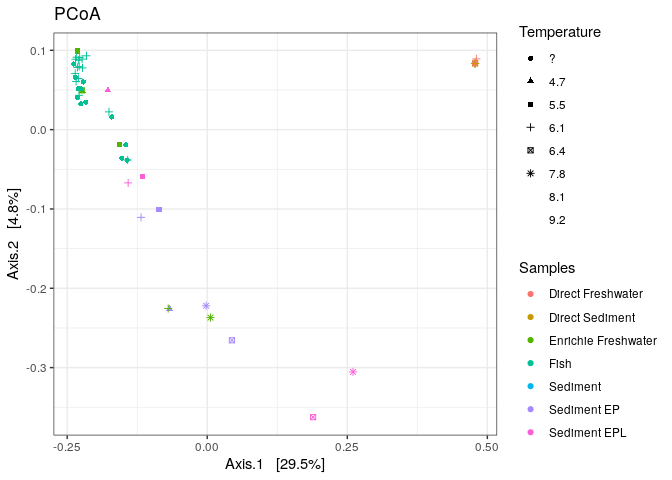 PCoA
0.1
0.0
-0.1
-0.2
-0.3
Axis.2 [4.8%]
-0.25
0.00
0.25
0.50
Axis.1 [29.5%]
Temperature
?
4.7
5.5
6.1
6.4
7.8
8.1
9.2
Samples
Direct Freshwater
Direct Sediment
Enrichie Freshwater
Fish
Sediment
Sediment EP
Sediment EPL